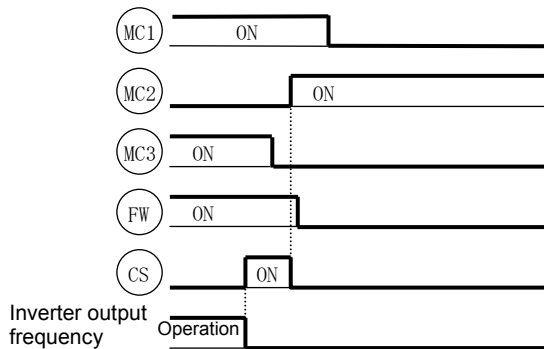 MC1 ON
MC2 ON
MC3 ON
FW ON
CS ON
Inverter output
frequency Operation